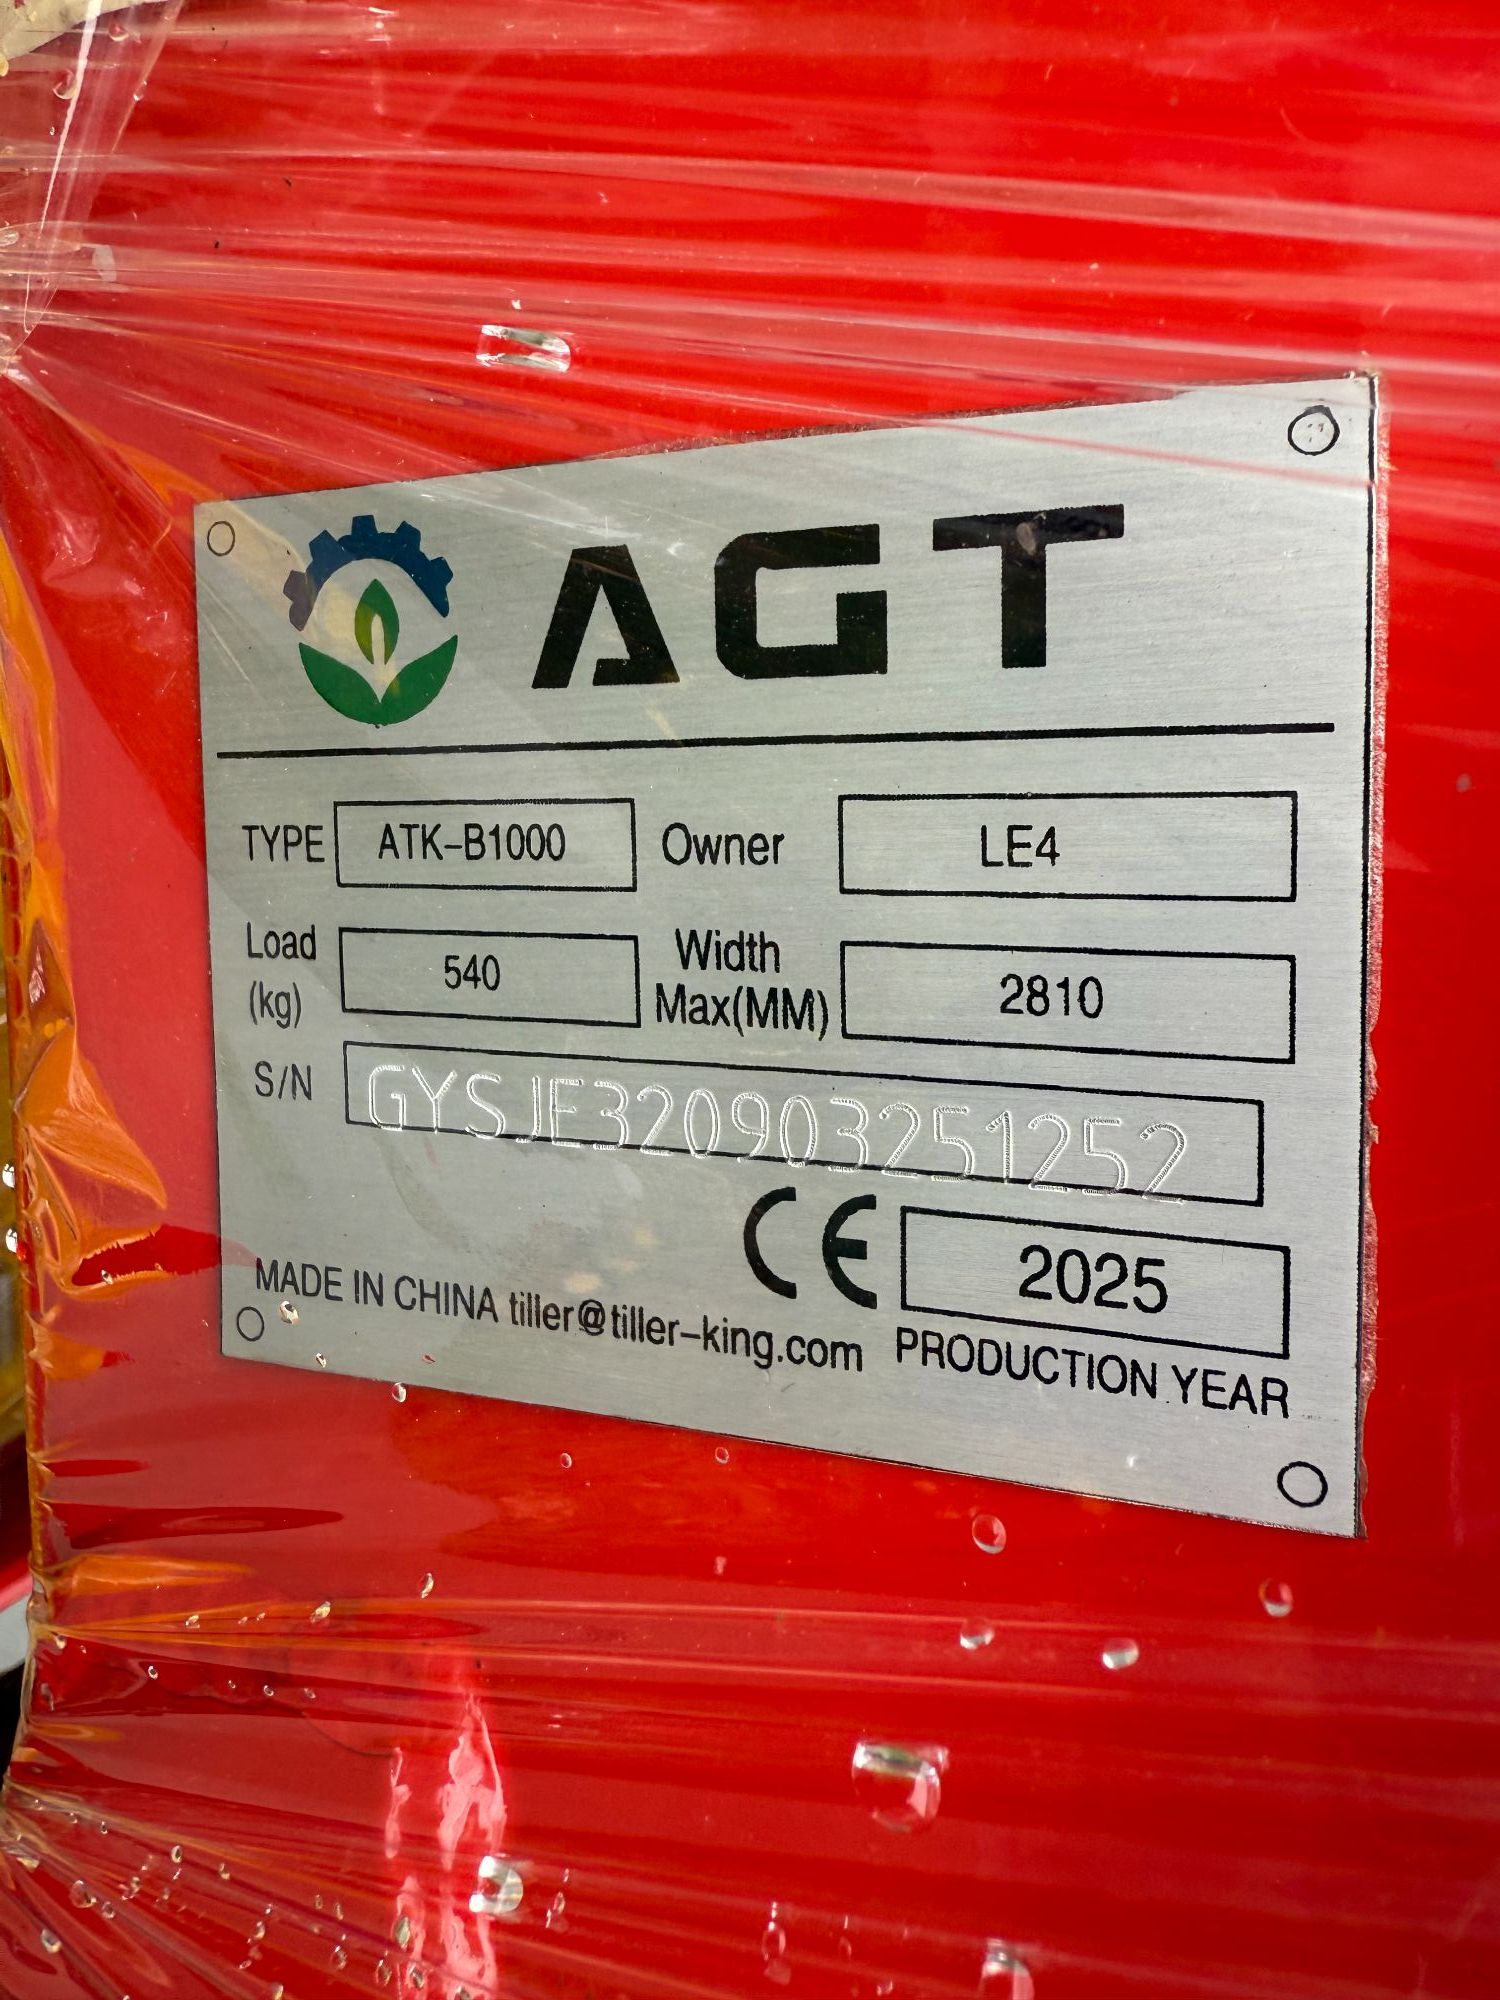 AGT
TYPE ATK-B1000 Owner LE4
Load (kg) 540 Width Max(MM) 2810
S/N GYSJE320903251252
CE 2025
MADE IN CHINA tiller@tiller-king.com PRODUCTION YEAR